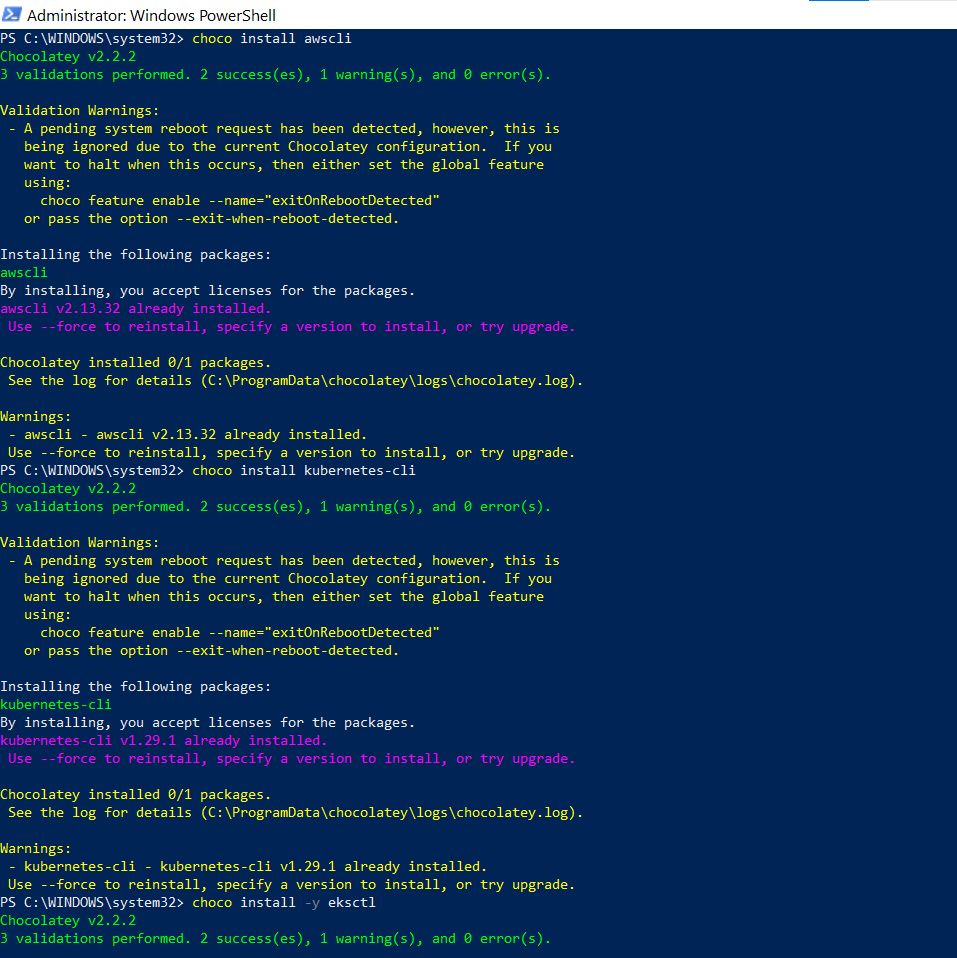 Administrator: Windows PowerShell
PS C:\WINDOWS\system32> choco install awscli
Chocolatey v2.2.2
3 validations performed. 2 success(es), 1 warning(s), and 0 error(s).
Validation Warnings:
- A pending system reboot request has been detected, however, this is
being ignored due to the current Chocolatey configuration.  If you
want to halt when this occurs, then either set the global feature
using:
choco feature enable --name="exitOnRebootDetected"
or pass the option --exit-when-reboot-detected.
Installing the following packages:
awscli
By installing, you accept licenses for the packages.
awscli v2.13.32 already installed.
Use --force to reinstall, specify a version to install, or try upgrade.
Chocolatey installed 0/1 packages.
See the log for details (C:\ProgramData\chocolatey\logs\chocolatey.log).
Warnings:
- awscli - awscli v2.13.32 already installed.
Use --force to reinstall, specify a version to install, or try upgrade.
PS C:\WINDOWS\system32> choco install kubernetes-cli
Chocolatey v2.2.2
3 validations performed. 2 success(es), 1 warning(s), and 0 error(s).
Validation Warnings:
- A pending system reboot request has been detected, however, this is
being ignored due to the current Chocolatey configuration.  If you
want to halt when this occurs, then either set the global feature
using:
choco feature enable --name="exitOnRebootDetected"
or pass the option --exit-when-reboot-detected.
Installing the following packages:
kubernetes-cli
By installing, you accept licenses for the packages.
kubernetes-cli v1.29.1 already installed.
Use --force to reinstall, specify a version to install, or try upgrade.
Chocolatey installed 0/1 packages.
See the log for details (C:\ProgramData\chocolatey\logs\chocolatey.log).
Warnings:
- kubernetes-cli - kubernetes-cli v1.29.1 already installed.
Use --force to reinstall, specify a version to install, or try upgrade.
PS C:\WINDOWS\system32> choco install -y eksctl
Chocolatey v2.2.2
3 validations performed. 2 success(es), 1 warning(s), and 0 error(s).